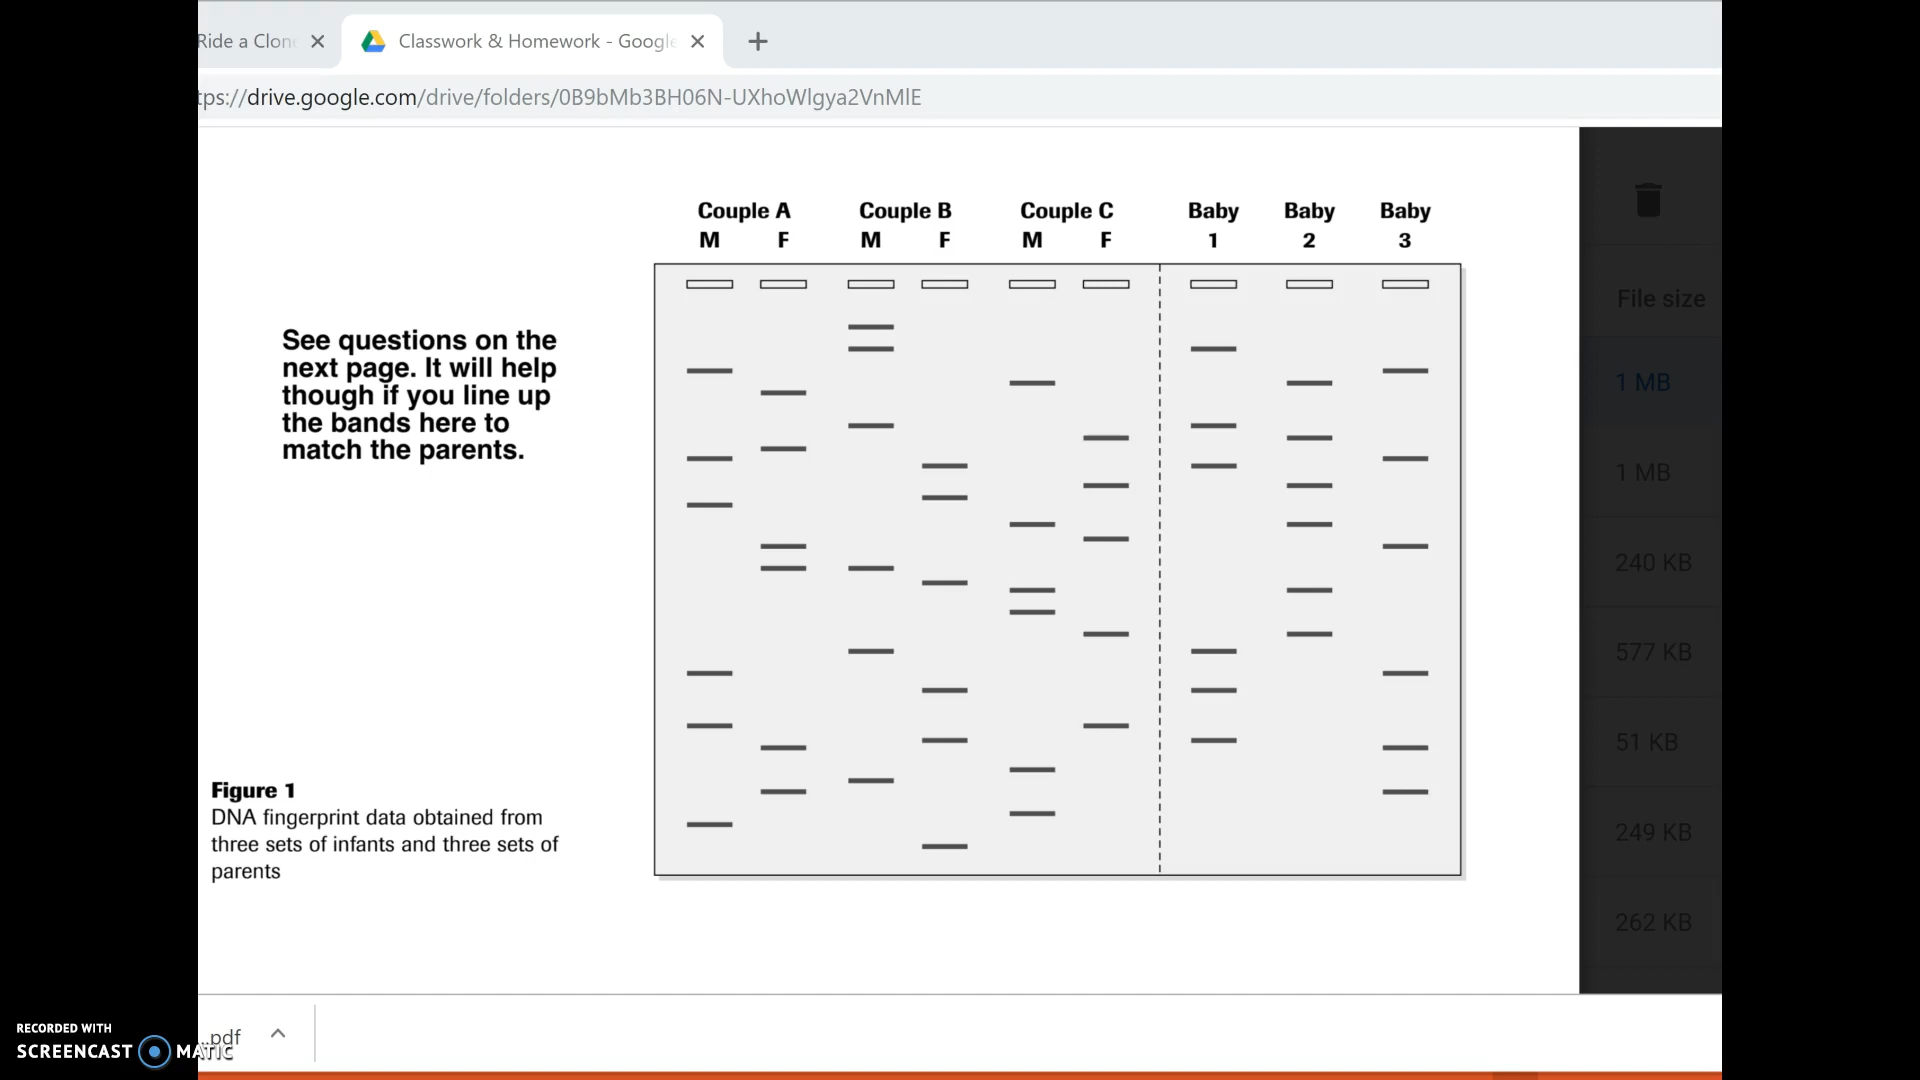 Ride a Clon
Classwork & Homework - Google
tps://drive.google.com/drive/folders/0B9bMb3BH06N-UXhoWlgya2VnMlE
Couple A Couple B Couple C Baby Baby Baby
M F M F M F 1 2 3
See questions on the
next page. It will help
though if you line up
the bands here to
match the parents.
Figure 1
DNA fingerprint data obtained from
three sets of infants and three sets of
parents
File size
1 MB
1 MB
240 KB
577 KB
51 KB
249 KB
262 KB
.pdf
RECORDED WITH
SCREENCAST MATIC